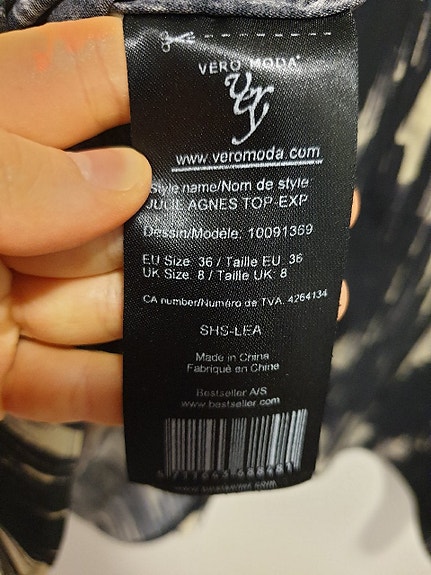 VERO MODA
very
www.veromoda.com
Style name/Nom de style:
JULIE AGNES TOP-EXP
Dessin/Modèle: 10091369
EU Size: 36 / Taille EU: 36
UK Size: 8 / Taille UK: 8
CA number/Numéro de TVA. 4264134
SHS-LEA
Made in China
Fabriqué en Chine
Bestseller A/S
www.bestseller.com